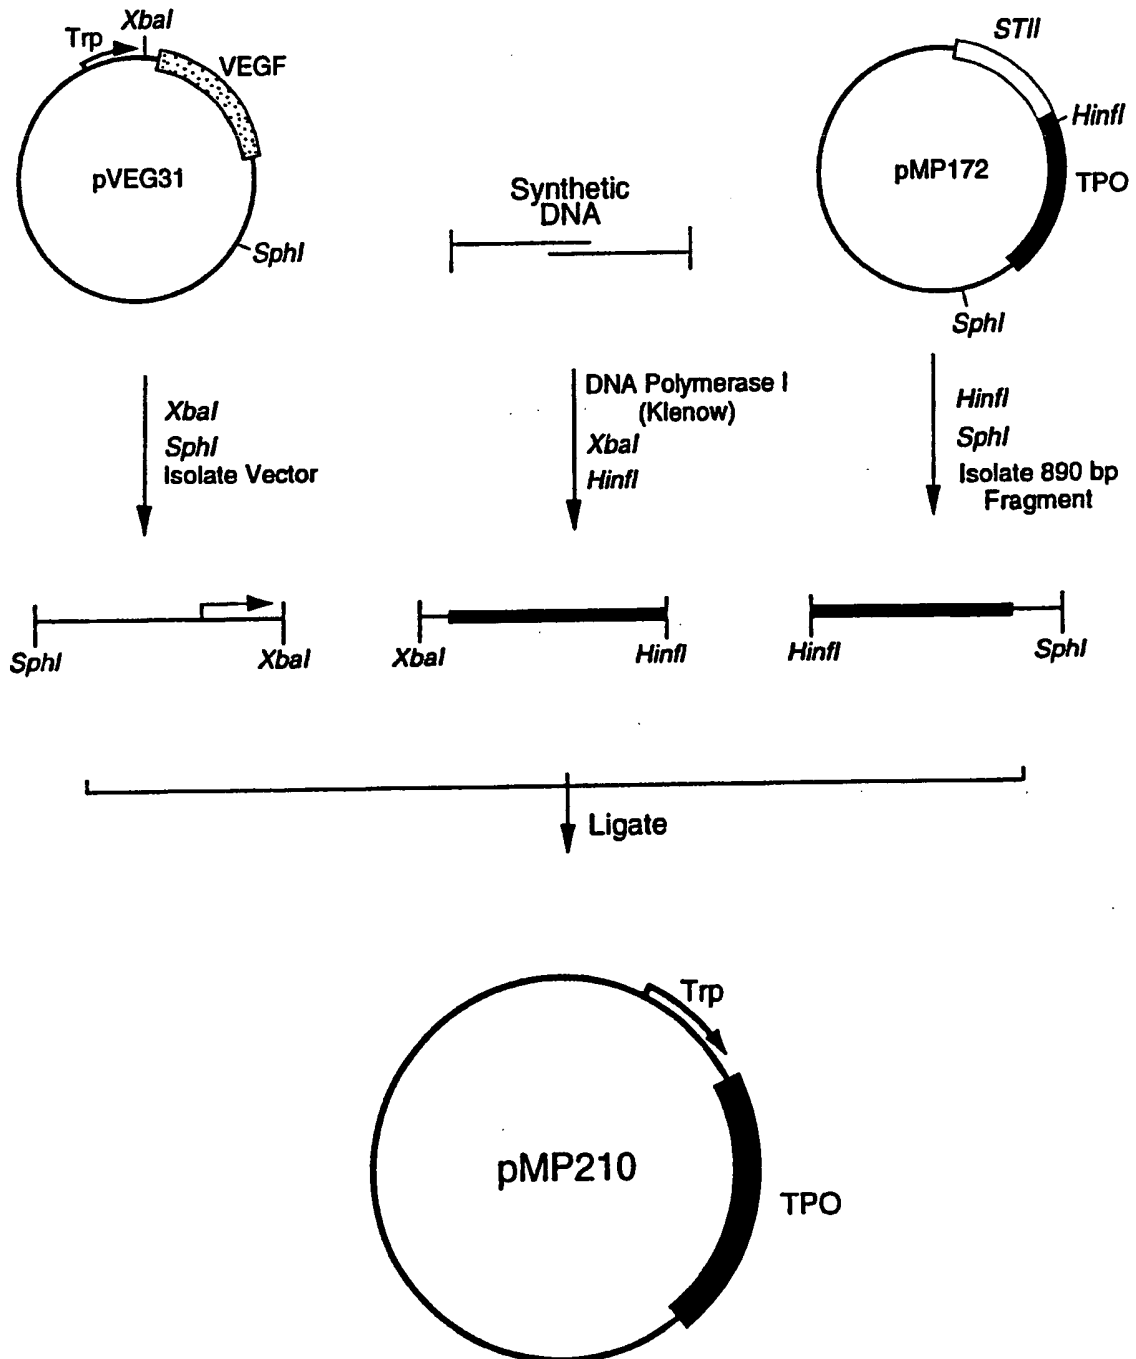 XbaI
Trp
VEGF
pVEG31
SphI
Synthetic
DNA
STII
HinfI
pMP172
TPO
SphI
XbaI
SphI
Isolate Vector
DNA Polymerase I
(Klenow)
XbaI
HinfI
HinfI
SphI
Isolate 890 bp
Fragment
SphI
XbaI
XbaI
HinfI
HinfI
SphI
Ligate
Trp
pMP210
TPO